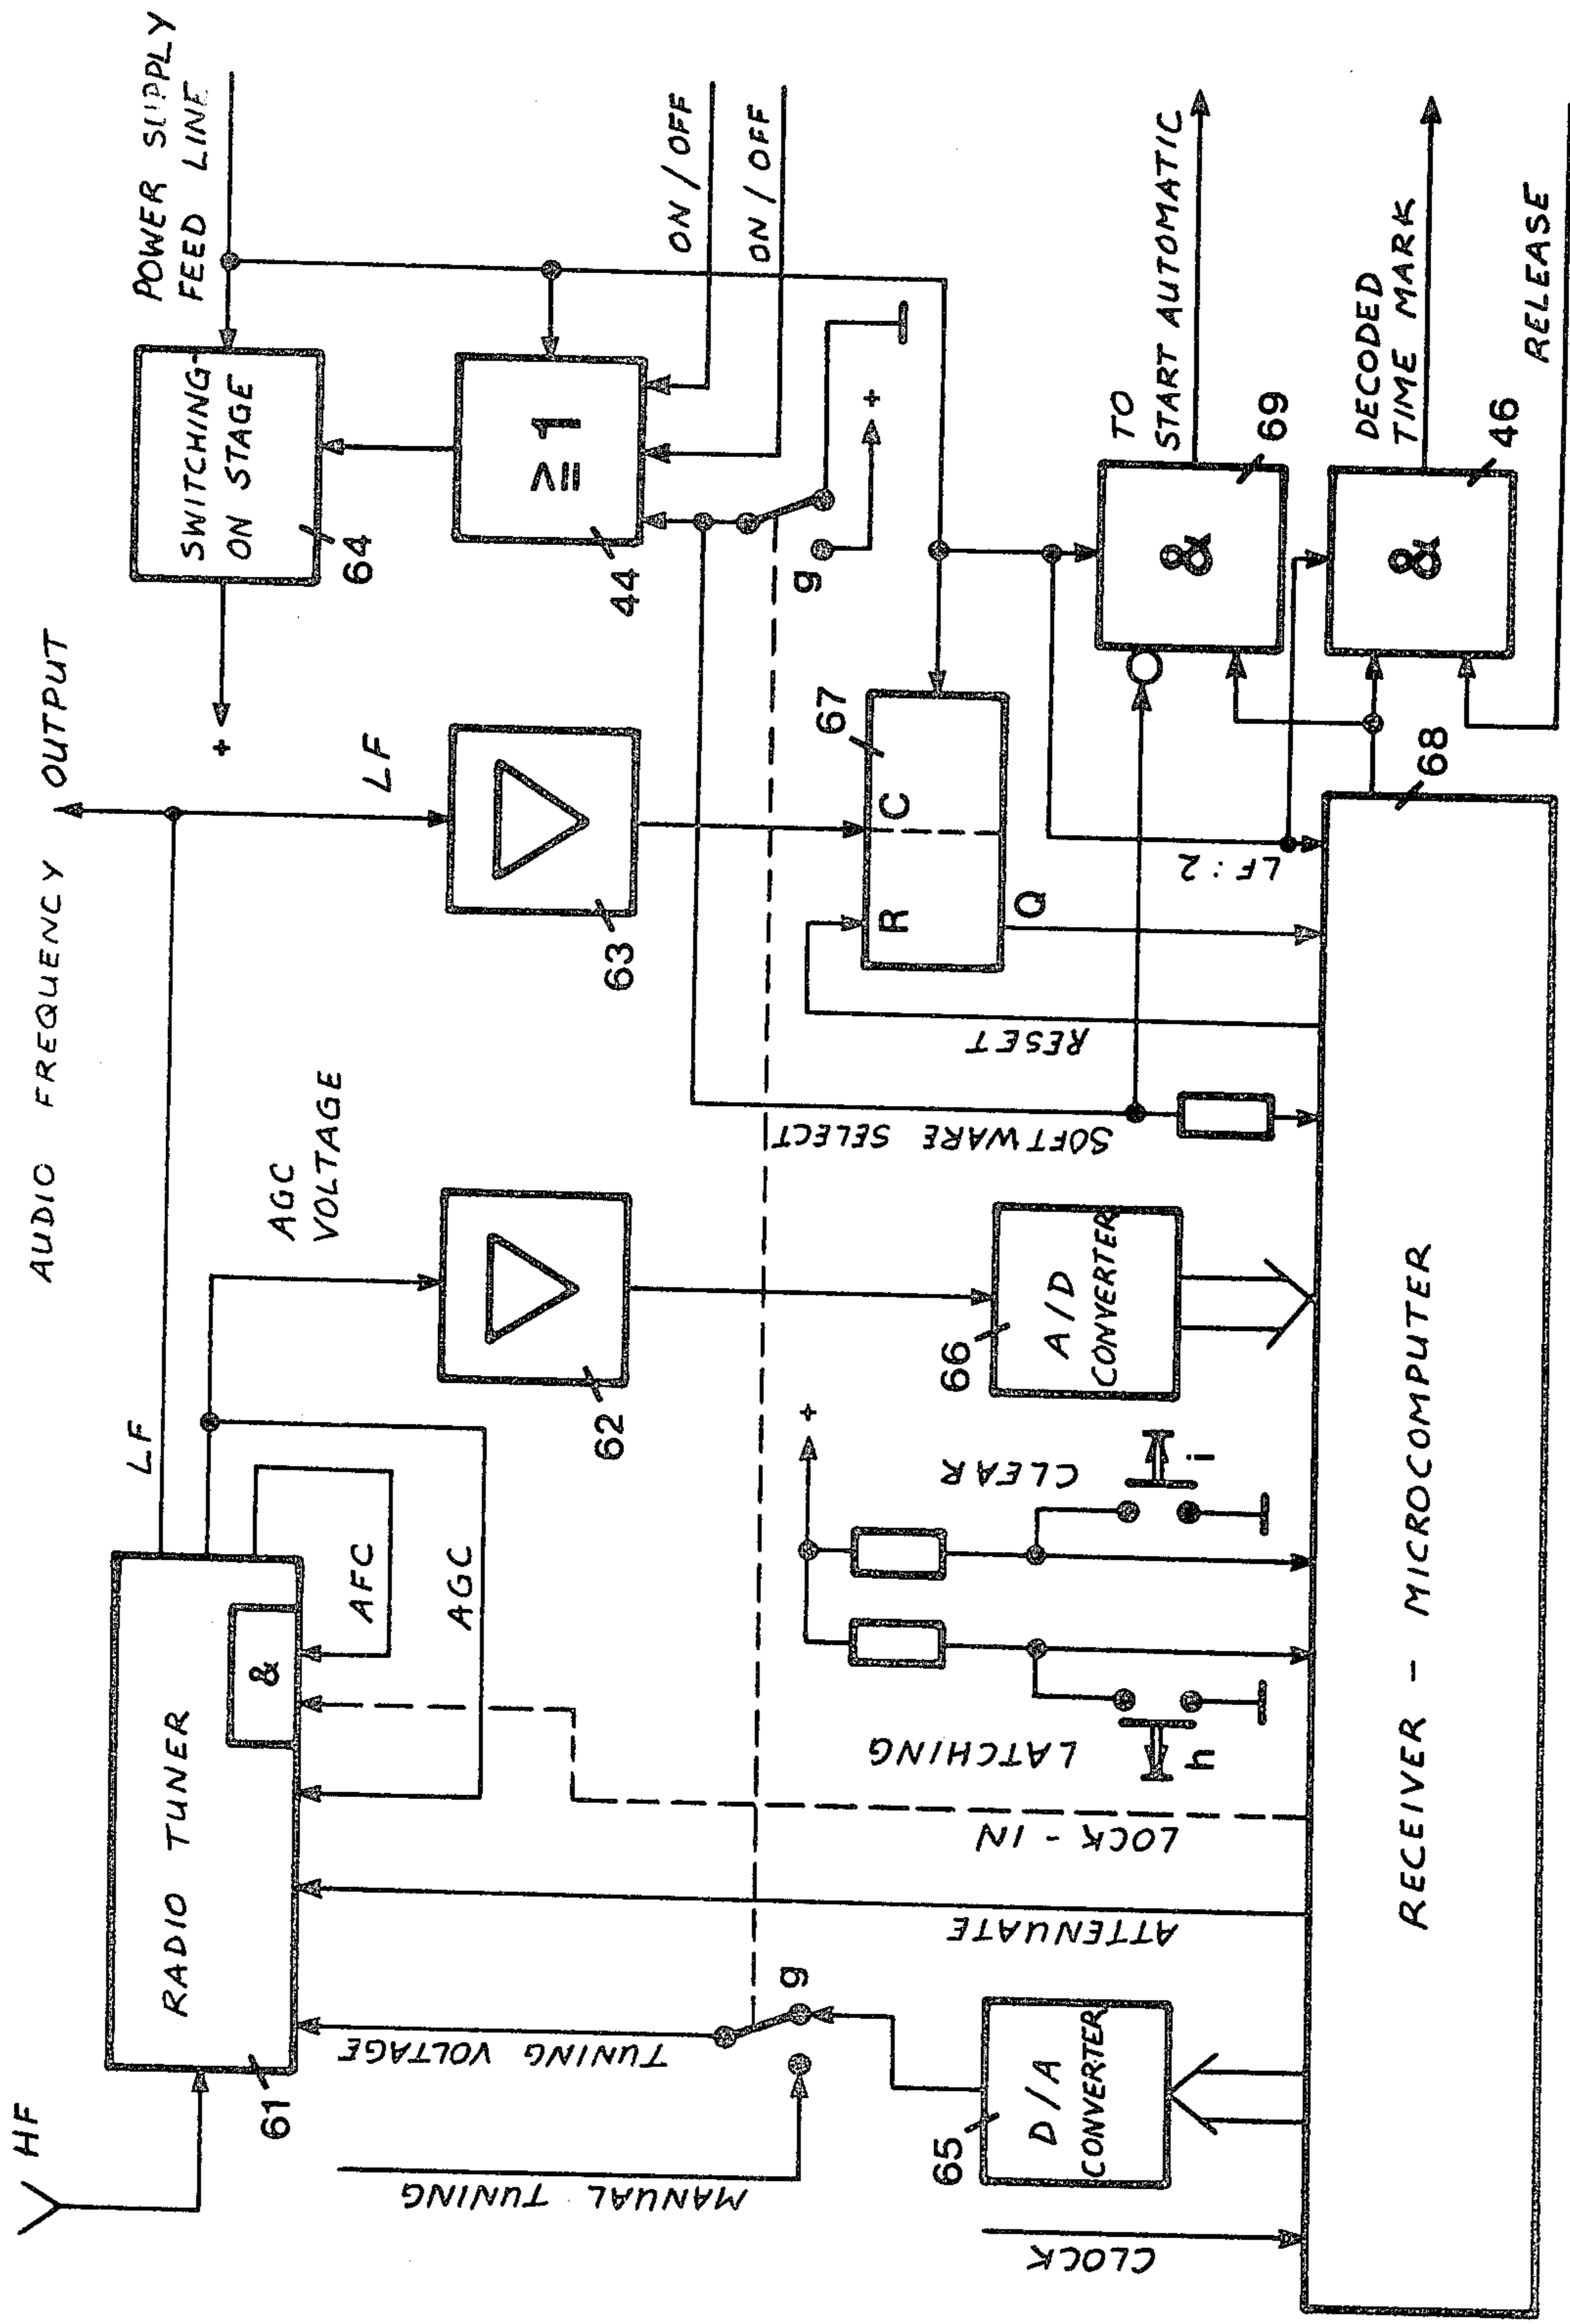 HF
AUDIO FREQUENCY OUTPUT
POWER SUPPLY
FEED LINE
LF
RADIO TUNER
&
61
AFC
AGC
AGC
VOLTAGE
62
LF
63
+
SWITCHING-
ON STAGE
64
≥1
44
ON / OFF
ON / OFF
g
+
MANUAL TUNING
TUNING VOLTAGE
g
ATTENUATE
LOCK - IN
LATCHING
h
+
CLEAR
i
SOFTWARE SELECT
RESET
R
C
67
Q
LF : 2
CLOCK
D / A
CONVERTER
65
A / D
CONVERTER
66
&
69
TO
START AUTOMATIC
&
46
DECODED
TIME MARK
RELEASE
RECEIVER - MICROCOMPUTER
68